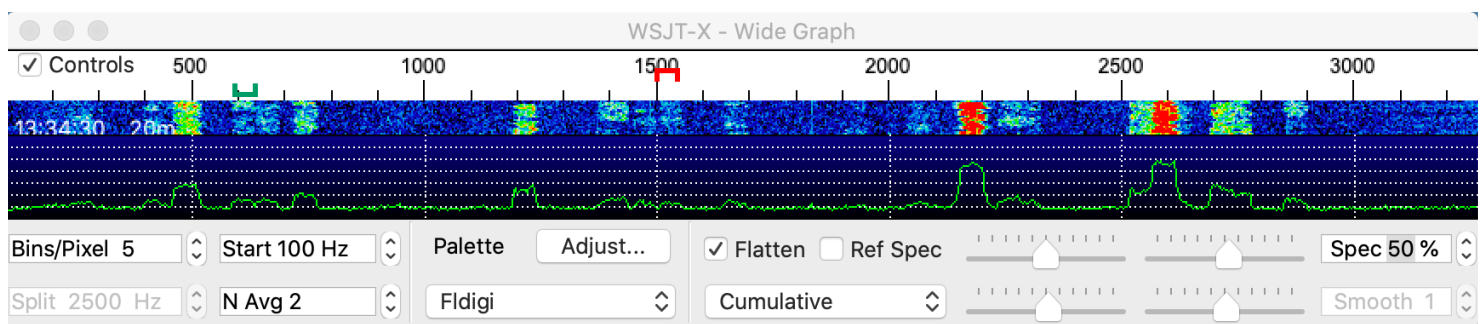 WSJT-X - Wide Graph
Controls 500 1000 1500 2000 2500 3000
13:34:30 20m
Bins/Pixel 5 Start 100 Hz Palette Adjust... Flatten Ref Spec Spec 50 %
Split 2500 Hz N Avg 2 Fldigi Cumulative Smooth 1